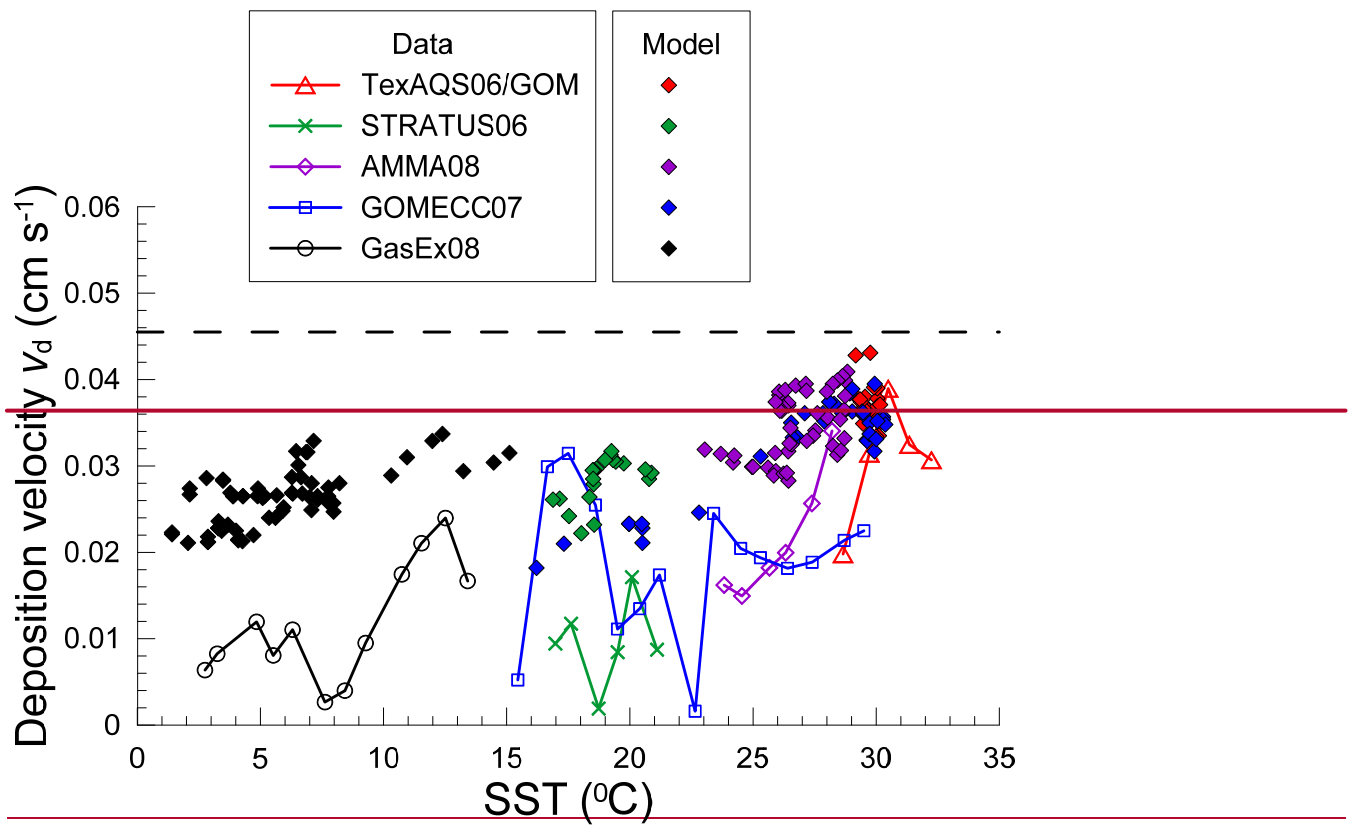 Data
TexAQS06/GOM
STRATUS06
AMMA08
GOMECC07
GasEx08
Model
Deposition velocity vd (cm s-1)
0.06
0.05
0.04
0.03
0.02
0.01
0
0 5 10 15 20 25 30 35
SST (0C)